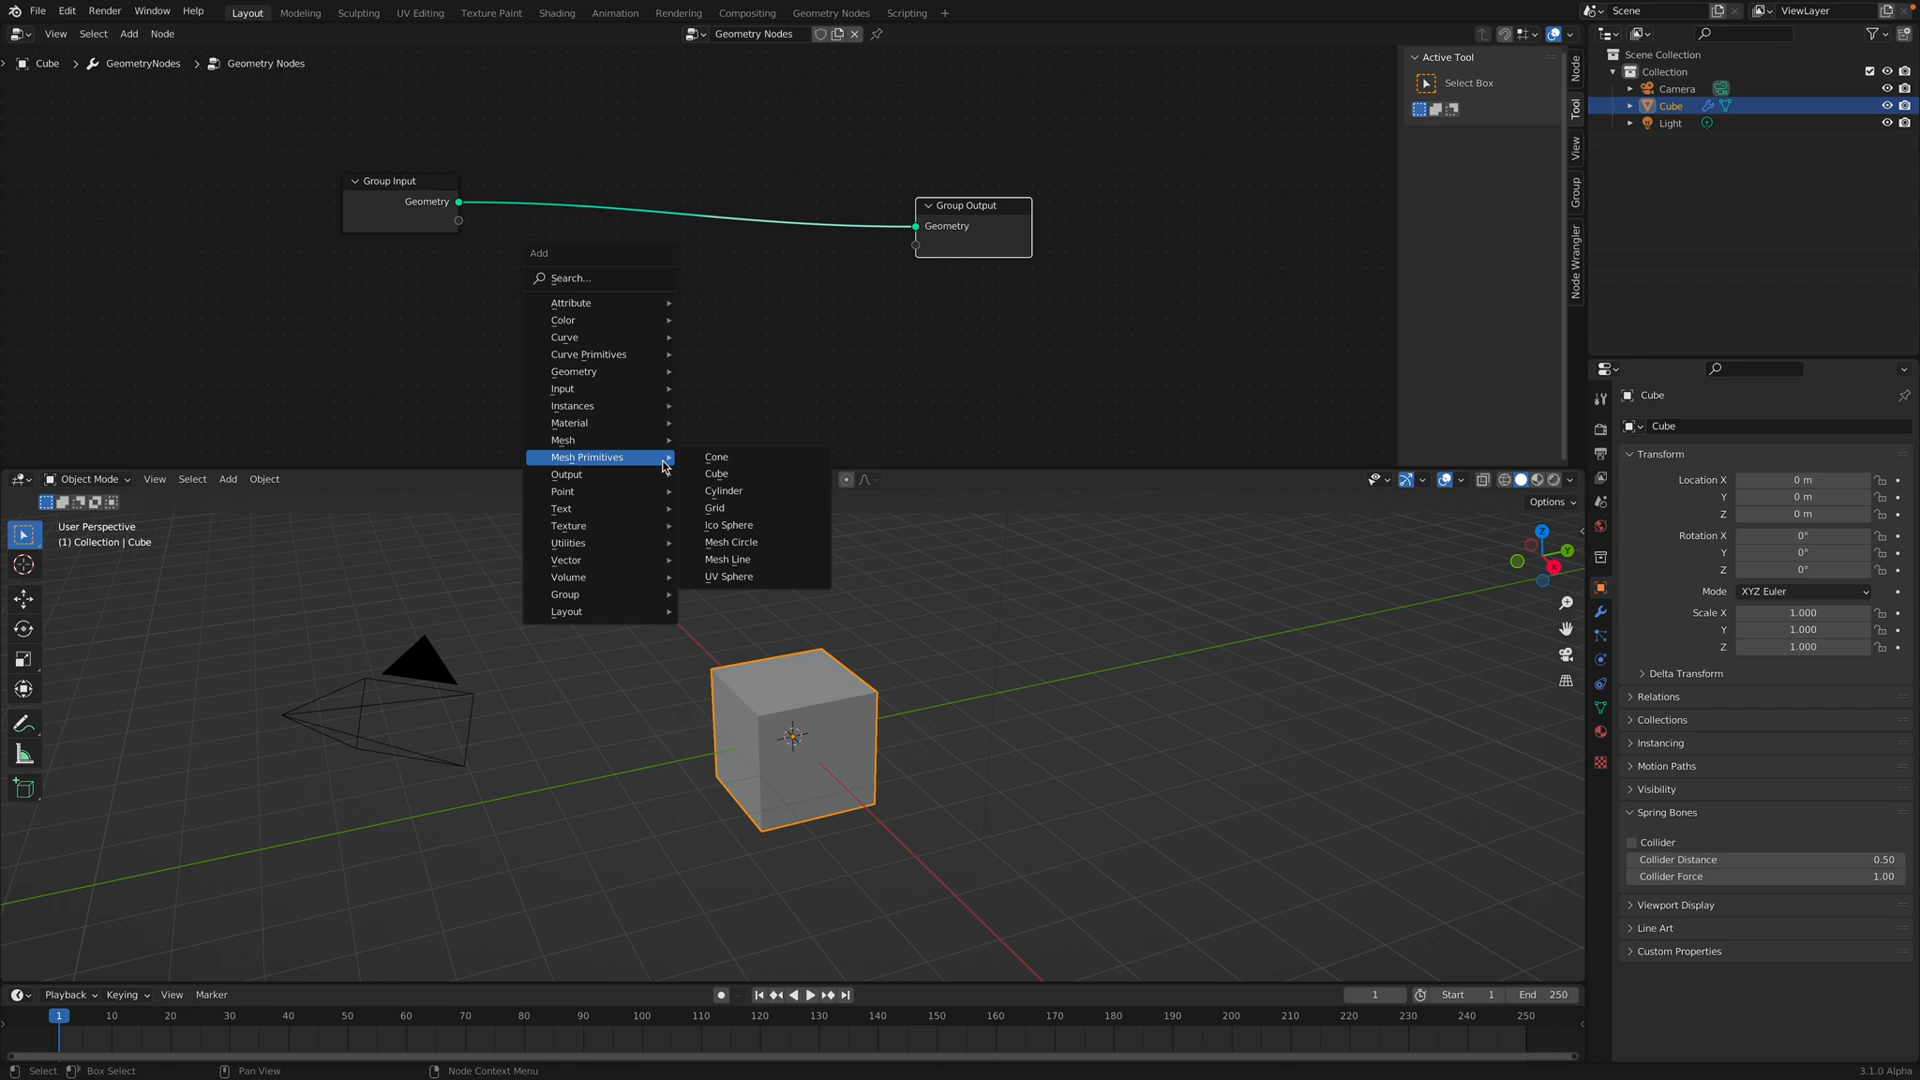 File Edit Render Window Help Layout Modeling Sculpting UV Editing Texture Paint Shading Animation Rendering Compositing Geometry Nodes Scripting + Scene ViewLayer
View Select Add Node Geometry Nodes
Cube > GeometryNodes > Geometry Nodes
Group Input
Geometry
Group Output
Geometry
Add
Search...
Attribute
Color
Curve
Curve Primitives
Geometry
Input
Instances
Material
Mesh
Mesh Primitives
Output
Point
Text
Texture
Utilities
Vector
Volume
Group
Layout
Cone
Cube
Cylinder
Grid
Ico Sphere
Mesh Circle
Mesh Line
UV Sphere
Active Tool
Select Box
Node
Tool
View
Group
Node Wrangler
Scene Collection
Collection
Camera
Cube
Light
Object Mode View Select Add Object
Options
User Perspective
(1) Collection | Cube
Z
Y
X
Cube
Cube
Transform
Location X 0 m
Y 0 m
Z 0 m
Rotation X 0°
Y 0°
Z 0°
Mode XYZ Euler
Scale X 1.000
Y 1.000
Z 1.000
Delta Transform
Relations
Collections
Instancing
Motion Paths
Visibility
Spring Bones
Collider
Collider Distance 0.50
Collider Force 1.00
Viewport Display
Line Art
Custom Properties
Playback Keying View Marker 1 Start 1 End 250
1 10 20 30 40 50 60 70 80 90 100 110 120 130 140 150 160 170 180 190 200 210 220 230 240 250
Select Box Select Pan View Node Context Menu 3.1.0 Alpha